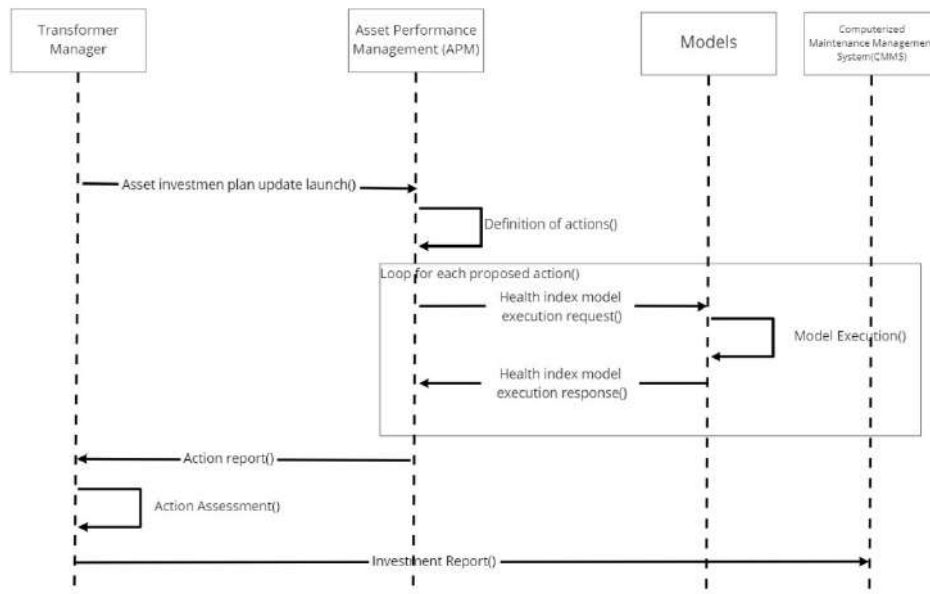 Transformer
Manager
Asset Performance
Management (APM)
Models
Computerized
Maintenance Management
System(CMMS)
Asset investmen plan update launch()
Definition of actions()
Loop for each proposed action()
Health index model
execution request()
Model Execution()
Health index model
execution response()
Action report()
Action Assessment()
Investment Report()